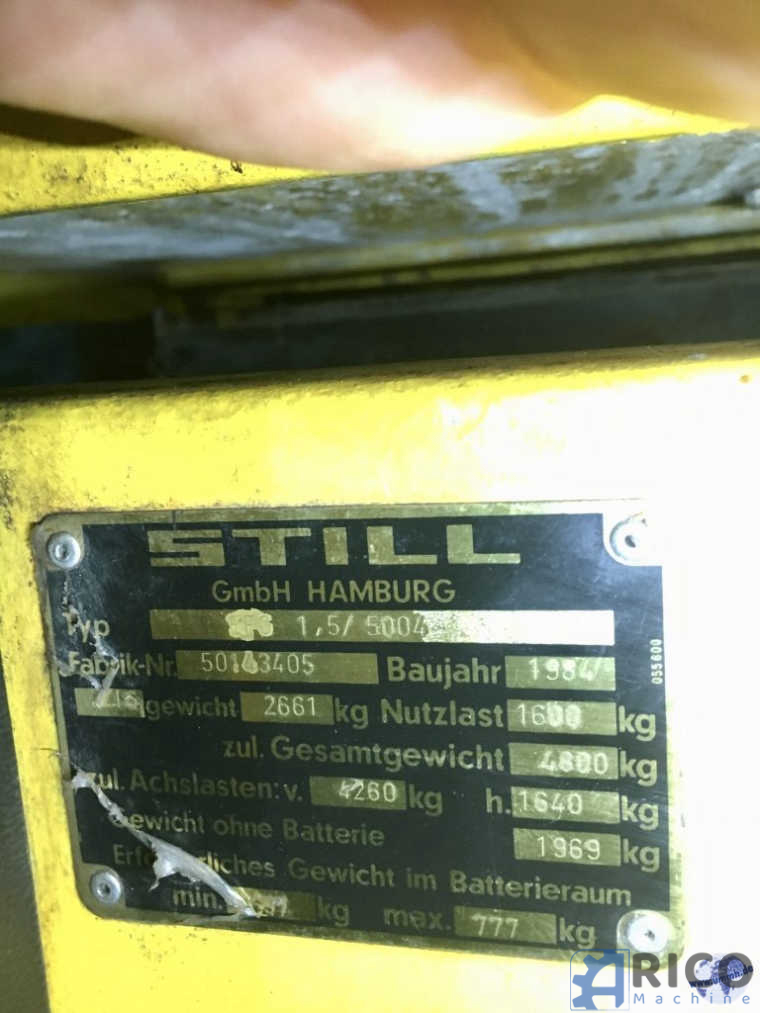 STILL
GmbH HAMBURG
Typ 1,5/5004
Fabrik-Nr. 50143405 Baujahr 1984
gewicht 2661 kg Nutzlast 1600 kg
zul. Gesamtgewicht 4800 kg
zul. Achslasten: v. 4260 kg h. 1640 kg
Gewicht ohne Batterie 1969 kg
Erforderliches Gewicht im Batterieraum
min. kg max. 777 kg
055600
ARICO
Machine